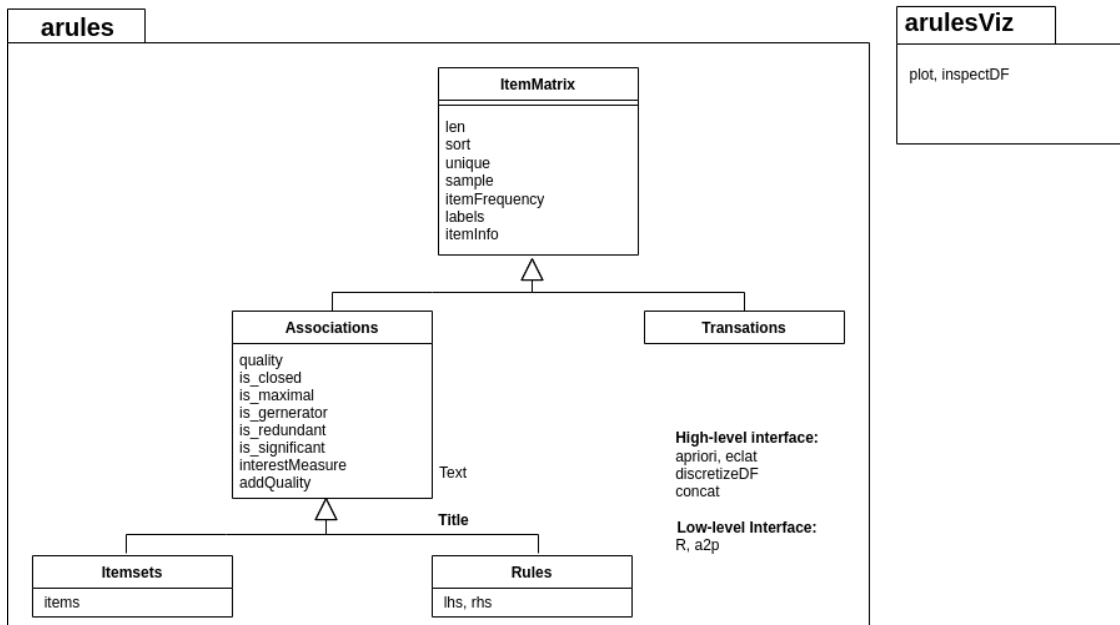 arules
arulesViz
plot, inspectDF
ItemMatrix
len
sort
unique
sample
itemFrequency
labels
itemInfo
Associations
quality
is_closed
is_maximal
is_gernerator
is_redundant
is_significant
interestMeasure
addQuality
Transations
Text
Title
High-level interface:
apriori, eclat
discretizeDF
concat
Low-level Interface:
R, a2p
Itemsets
items
Rules
lhs, rhs